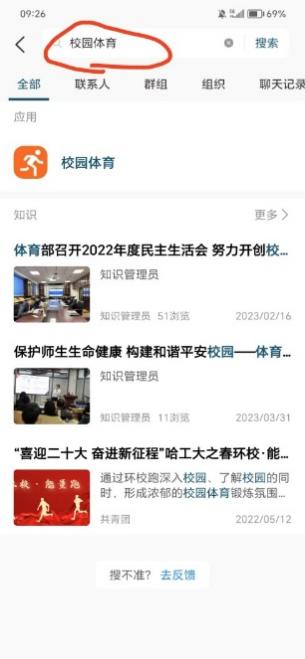 09:26
69%
校园体育
搜索
全部 联系人 群组 组织 聊天记录
应用
校园体育
知识 更多 >
体育部召开2022年度民主生活会 努力开创校...
知识管理员
知识管理员 51浏览 2023/02/16
保护师生生命健康 构建和谐平安校园——体育...
知识管理员
知识管理员 11浏览 2023/03/31
“喜迎二十大 奋进新征程”哈工大之春环校·能...
通过环校跑深入校园、了解校园的同
时，形成浓郁的校园体育锻炼氛围...
共青团 2022/05/12
搜不准？ 去反馈